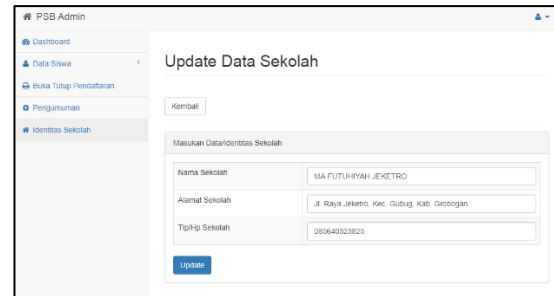 PSB Admin
Dashboard
Data Siswa
Buka Tutup Pendaftaran
Pengumuman
Identitas Sekolah
Update Data Sekolah
Kembali
Masukan Data/Identitas Sekolah
Nama Sekolah
MA FUTUHIYAH JEKETRO
Alamat Sekolah
Jl. Raya Jeketro, Kec. Gubug, Kab. Grobogan
Tlp/Hp Sekolah
085640323825
Update